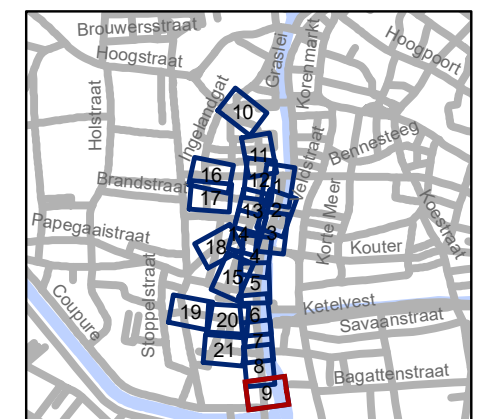 Brouwersstraat
Hoogstraat
Graslei
Korenmarkt
Hoogpoort
Holstraat
Ingelandgat
10
Bennesteeg
11
Veldstraat
16
12
1
Brandstraat
17
13
2
Korte Meer
Koestraat
Papegaaistraat
14
3
18
4
Kouter
15
5
Coupure
Stoppelstraat
Ketelvest
19
20
6
Savaanstraat
7
21
8
Bagattenstraat
9